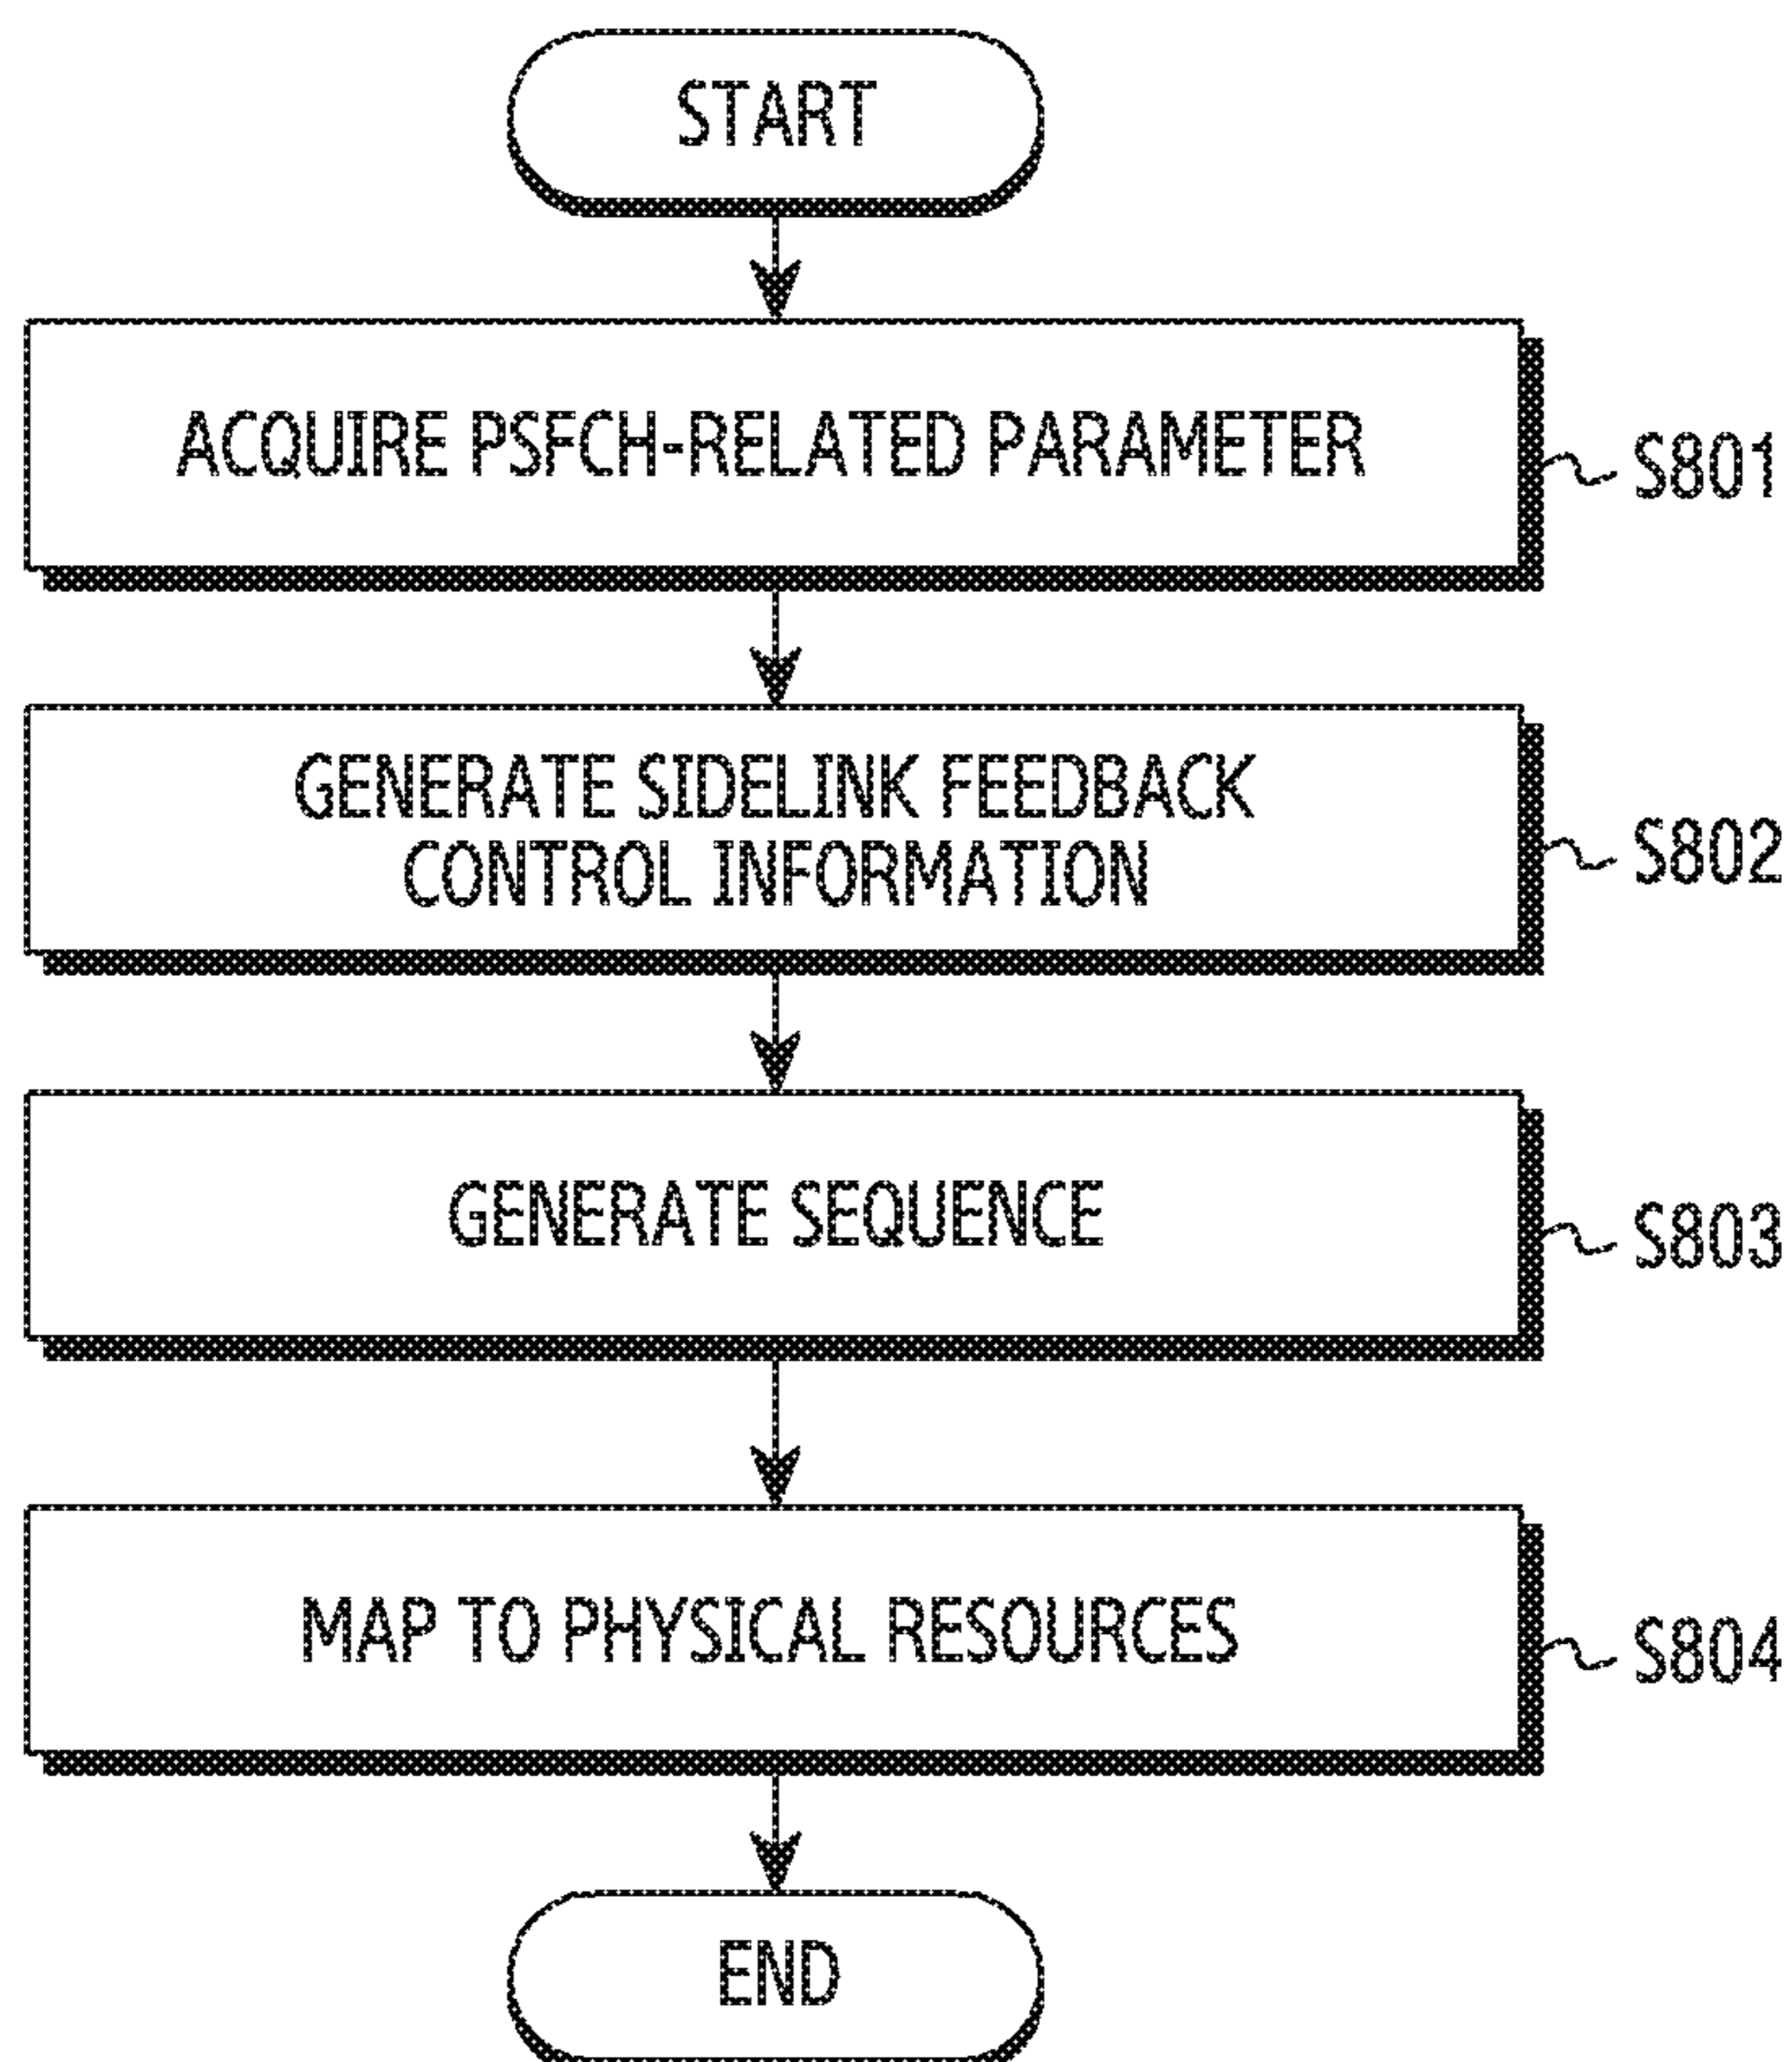 START
ACQUIRE PSFCH-RELATED PARAMETER
S801
GENERATE SIDELINK FEEDBACK
CONTROL INFORMATION
S802
GENERATE SEQUENCE
S803
MAP TO PHYSICAL RESOURCES
S804
END